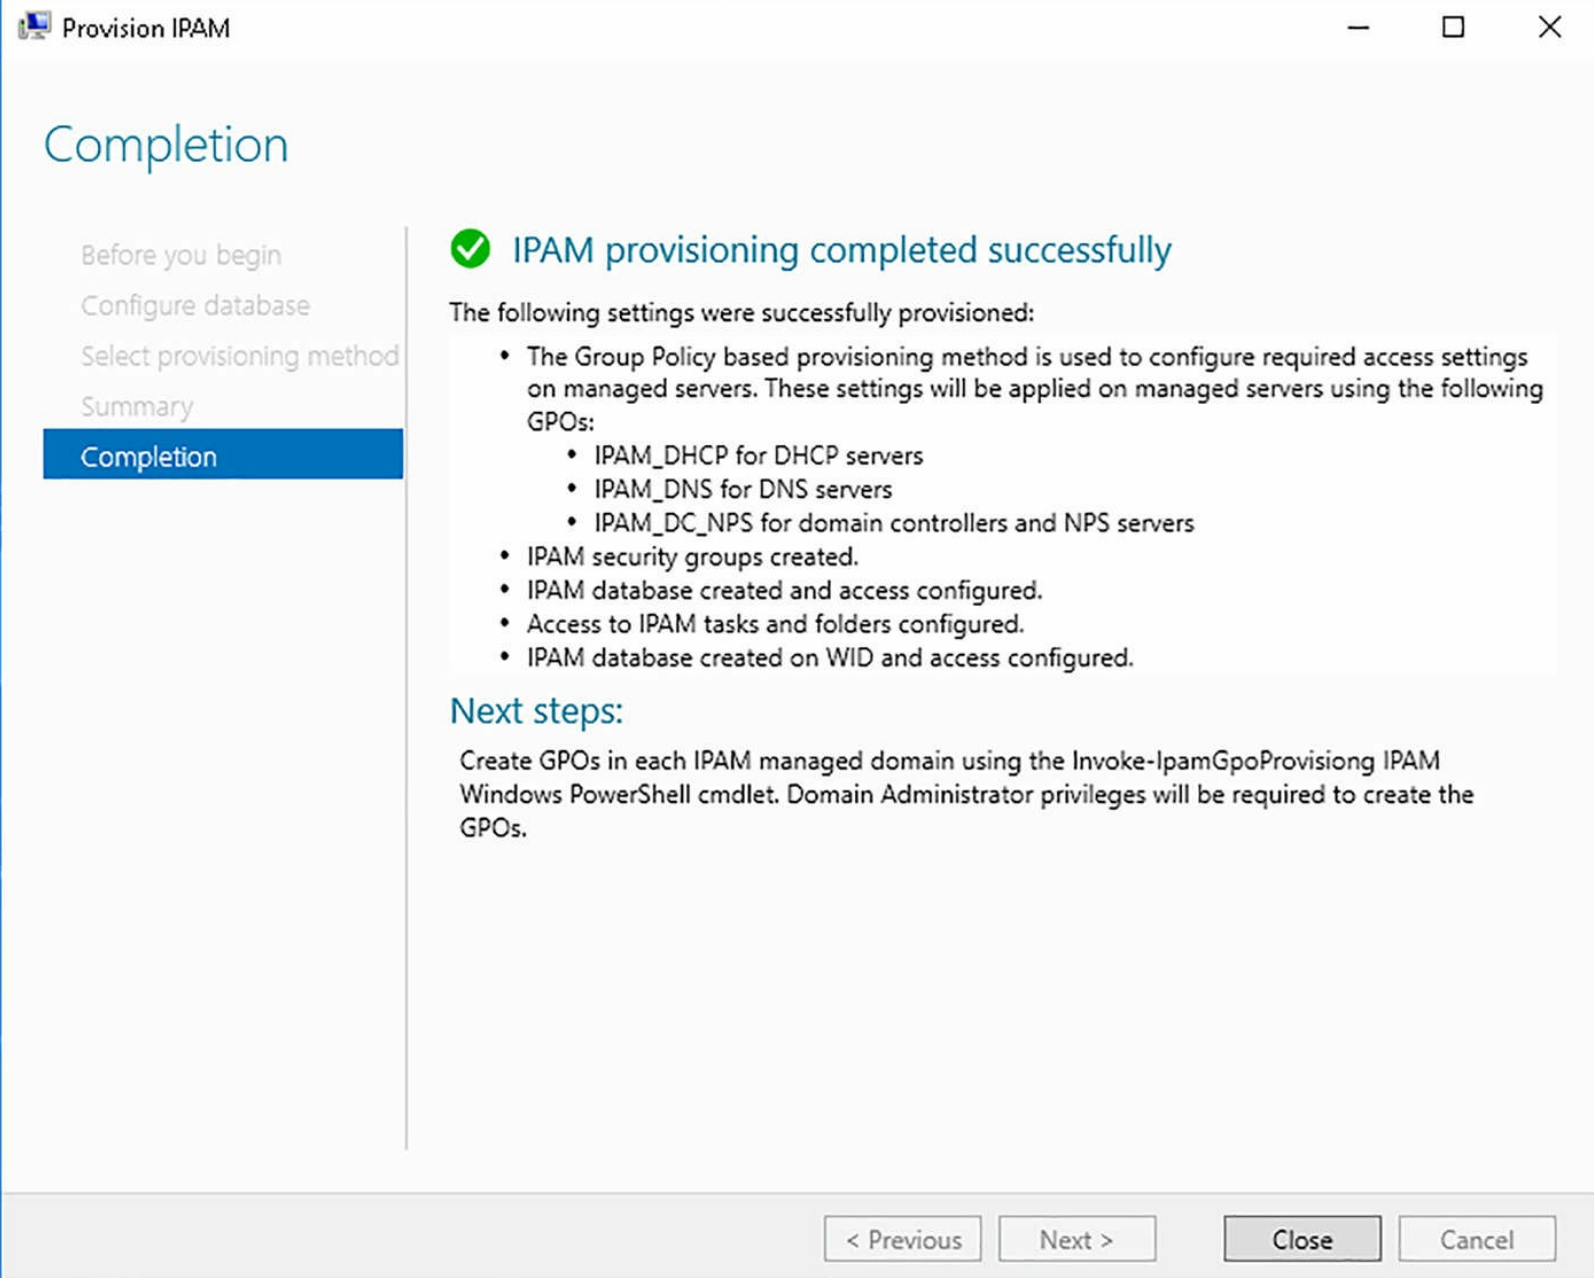 Provision IPAM
Completion
Before you begin
Configure database
Select provisioning method
Summary
Completion
IPAM provisioning completed successfully
The following settings were successfully provisioned:
• The Group Policy based provisioning method is used to configure required access settings
on managed servers. These settings will be applied on managed servers using the following
GPOs:
• IPAM_DHCP for DHCP servers
• IPAM_DNS for DNS servers
• IPAM_DC_NPS for domain controllers and NPS servers
• IPAM security groups created.
• IPAM database created and access configured.
• Access to IPAM tasks and folders configured.
• IPAM database created on WID and access configured.
Next steps:
Create GPOs in each IPAM managed domain using the Invoke-IpamGpoProvisiong IPAM
Windows PowerShell cmdlet. Domain Administrator privileges will be required to create the
GPOs.
< Previous
Next >
Close
Cancel